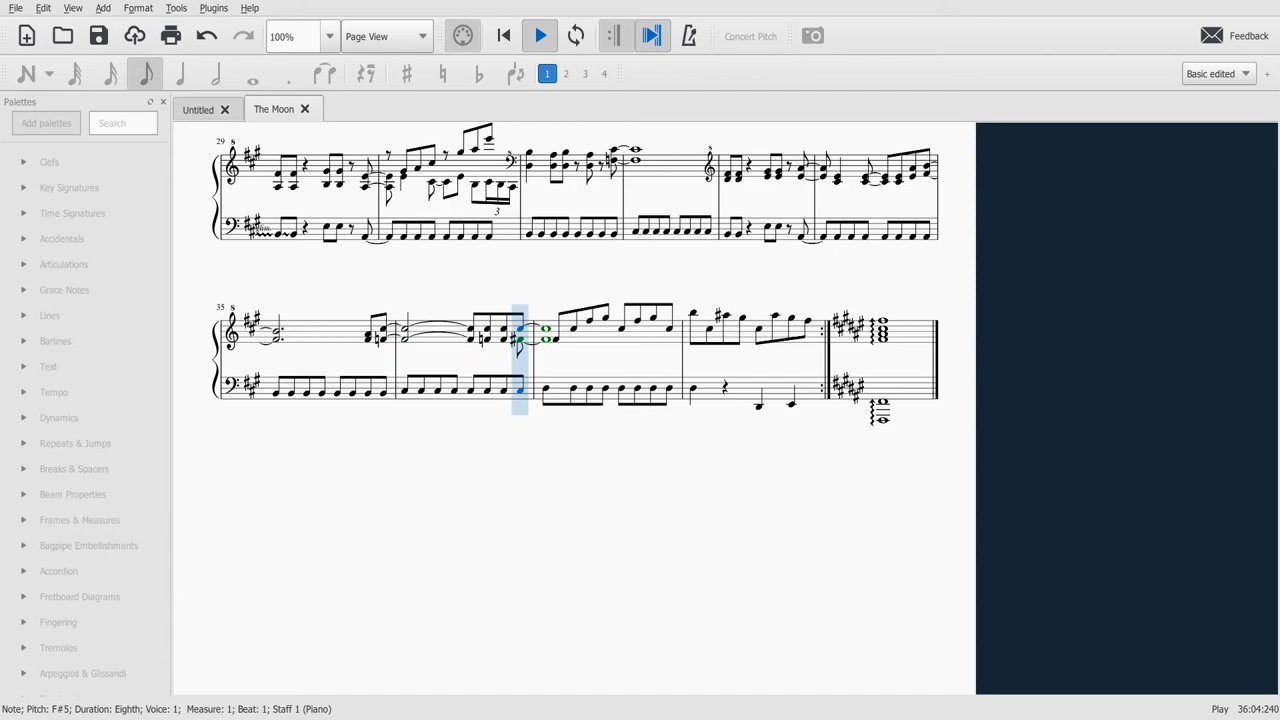 File Edit View Add Format Tools Plugins Help
100% Page View Concert Pitch Feedback
1 2 3 4 Basic edited +
Palettes
Untitled The Moon
Add palettes Search
Clefs
Key Signatures
Time Signatures
Accidentals
Articulations
Grace Notes
Lines
Barlines
Text
Tempo
Dynamics
Repeats & Jumps
Breaks & Spacers
Beam Properties
Frames & Measures
Bagpipe Embellishments
Accordion
Fretboard Diagrams
Fingering
Tremolos
Arpeggios & Glissandi
29
8
8
8
3
35
8
Note; Pitch: F#5; Duration: Eighth; Voice: 1; Measure: 1; Beat: 1; Staff 1 (Piano) Play 36:04:240